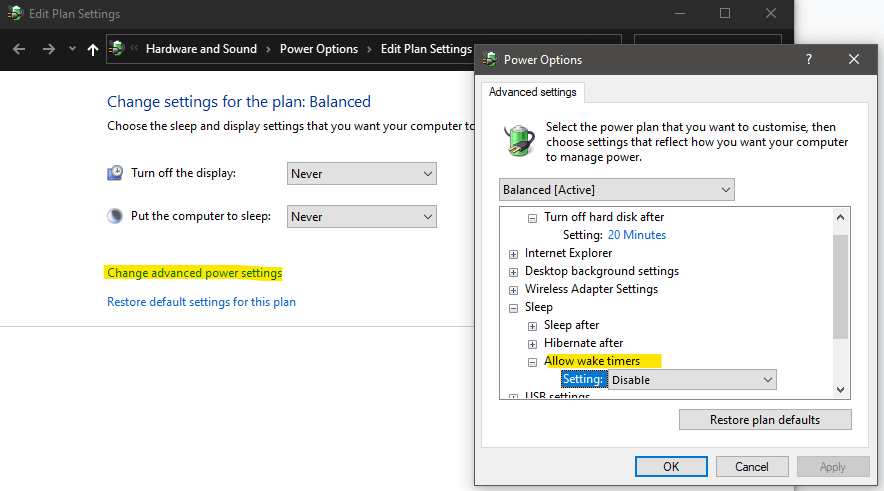 Edit Plan Settings
Hardware and Sound
Power Options
Edit Plan Settings
Change settings for the plan: Balanced
Choose the sleep and display settings that you want your computer to
Turn off the display:
Never
Put the computer to sleep:
Never
Change advanced power settings
Restore default settings for this plan
Power Options
?
Advanced settings
Select the power plan that you want to customise, then
choose settings that reflect how you want your computer
to manage power.
Balanced [Active]
Turn off hard disk after
Setting: 20 Minutes
Internet Explorer
Desktop background settings
Wireless Adapter Settings
Sleep
Sleep after
Hibernate after
Allow wake timers
Setting: Disable
USB settings
Restore plan defaults
OK
Cancel
Apply